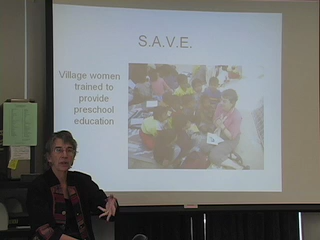 S.A.V.E.
Village women
trained to
provide
preschool
education